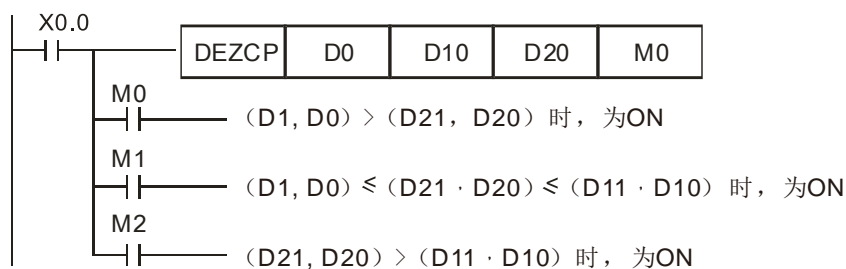 X0.0
DEZCP D0 D10 D20 M0
M0
（D1, D0）>（D21，D20）时，为ON
M1
（D1, D0）≤（D21 · D20）≤（D11 · D10）时，为ON
M2
（D21, D20）>（D11 · D10）时，为ON